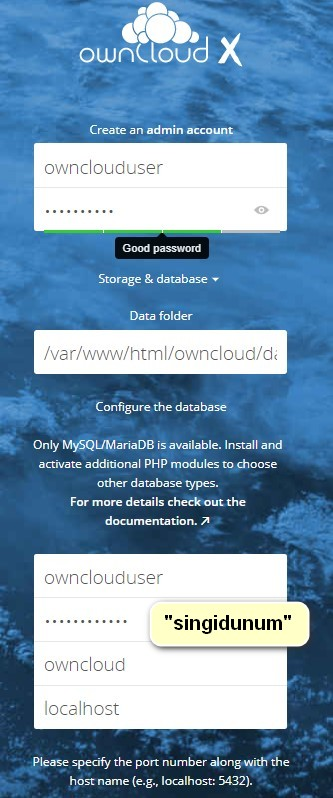 ownCloud X
Create an admin account
ownclouduser
••••••••••
Good password
Storage & database
Data folder
/var/www/html/owncloud/da
Configure the database
Only MySQL/MariaDB is available. Install and
activate additional PHP modules to choose
other database types.
For more details check out the
documentation. ↗
ownclouduser
••••••••••••
"singidunum"
owncloud
localhost
Please specify the port number along with the
host name (e.g., localhost: 5432).